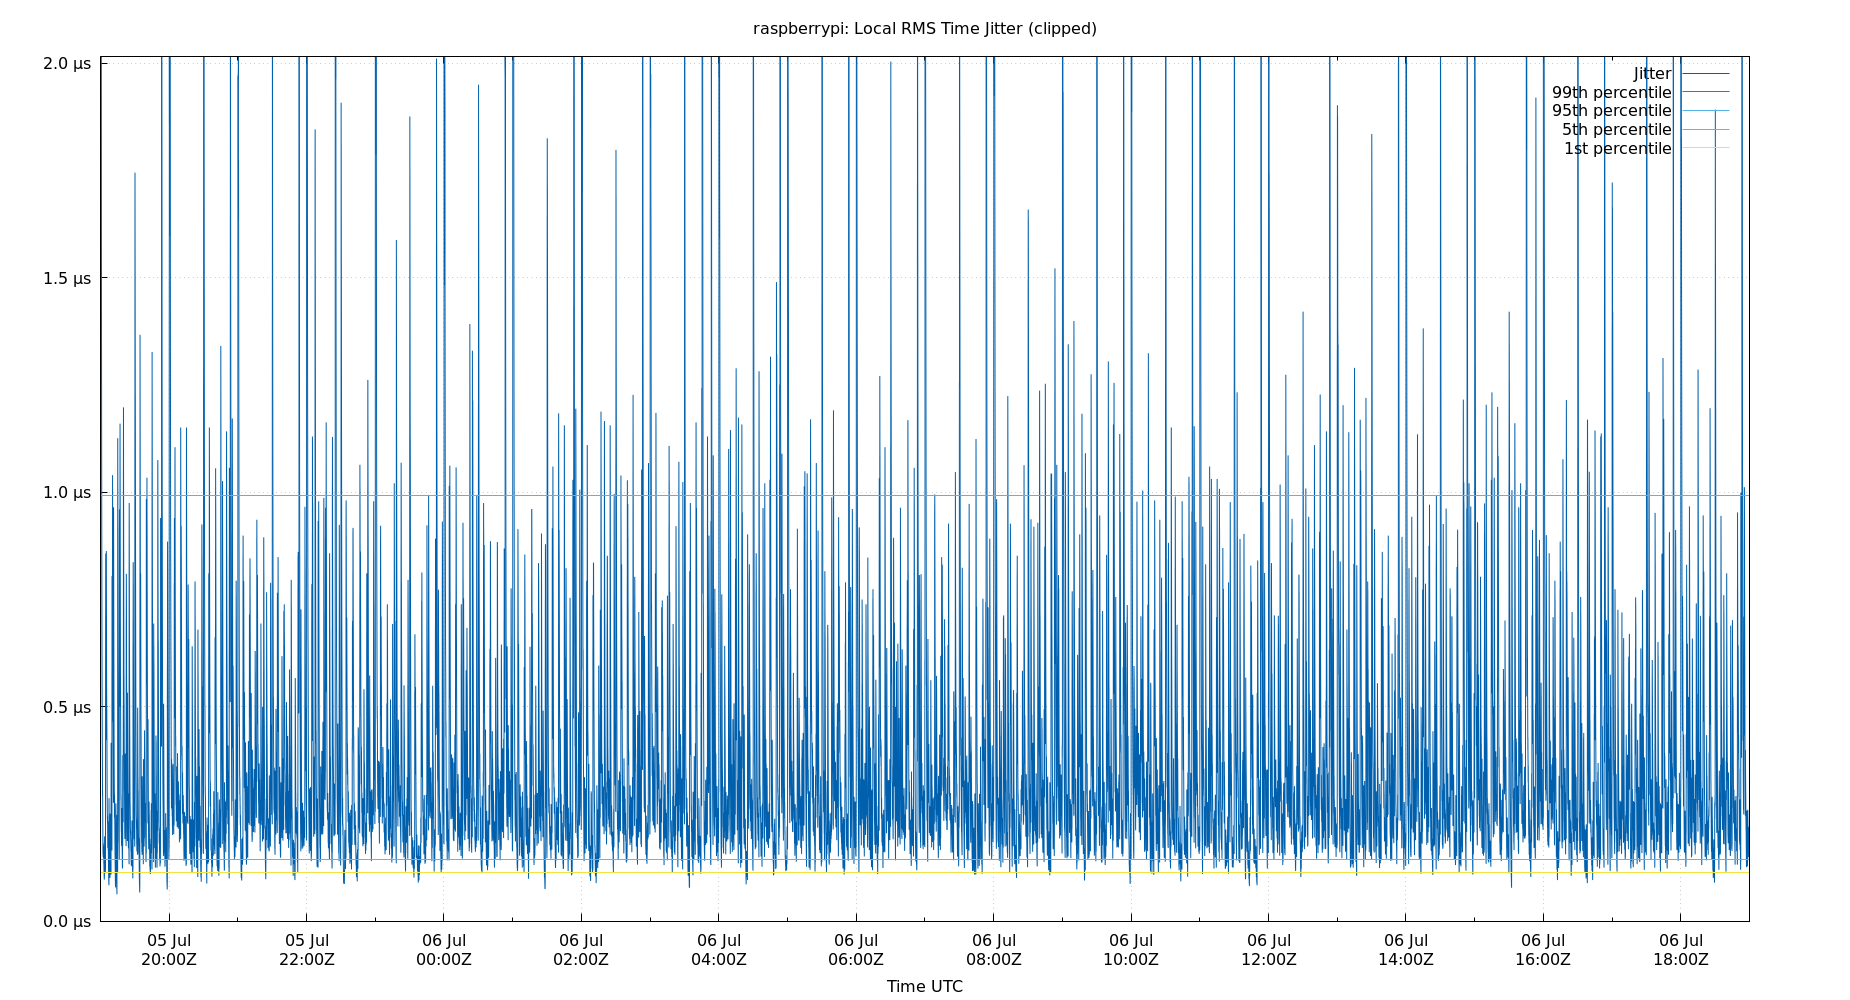 raspberrypi: Local RMS Time Jitter (clipped)
2.0 µs
1.5 µs
1.0 µs
0.5 µs
0.0 µs
Jitter
99th percentile
95th percentile
5th percentile
1st percentile
05 Jul 05 Jul 06 Jul 06 Jul 06 Jul 06 Jul 06 Jul 06 Jul 06 Jul 06 Jul 06 Jul 06 Jul
20:00Z 22:00Z 00:00Z 02:00Z 04:00Z 06:00Z 08:00Z 10:00Z 12:00Z 14:00Z 16:00Z 18:00Z
Time UTC